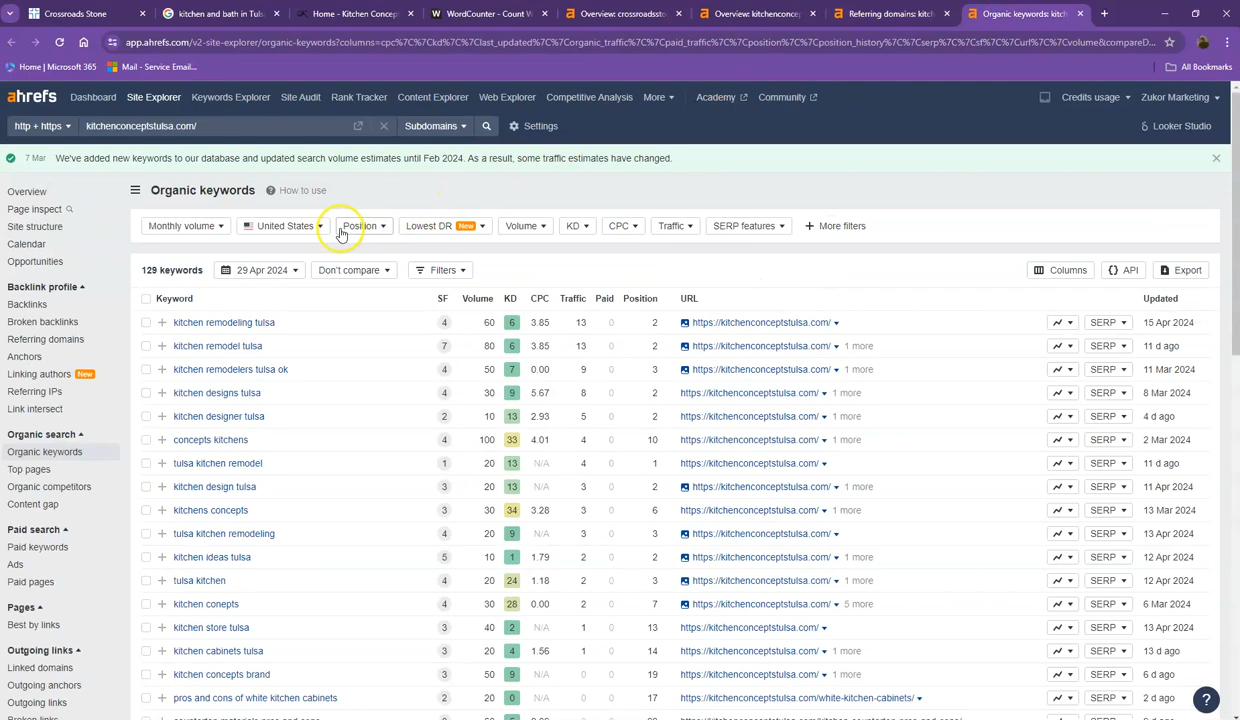 Crossroads Stone
kitchen and bath in Tuls
Home - Kitchen Concept
WordCounter - Count W
Overview: crossroadssto
Overview: kitchenconcep
Referring domains: kitch
Organic keywords: kitch
app.ahrefs.com/v2-site-explorer/organic-keywords?columns=cpc%7C%7Ckd%7C%7Clast_updated%7C%7Corganic_traffic%7C%7Cpaid_traffic%7C%7Cposition%7C%7Cposition_history%7C%7Cserp%7C%7Csf%7C%7Curl%7C%7Cvolume&compareD...
Home | Microsoft 365
Mail - Service Email...
All Bookmarks
ahrefs Dashboard Site Explorer Keywords Explorer Site Audit Rank Tracker Content Explorer Web Explorer Competitive Analysis More Academy Community Credits usage Zukor Marketing
http + https kitchenconceptstulsa.com/ Subdomains Settings Looker Studio
7 Mar We've added new keywords to our database and updated search volume estimates until Feb 2024. As a result, some traffic estimates have changed.
Overview
Page inspect
Site structure
Calendar
Opportunities
Backlink profile
Backlinks
Broken backlinks
Referring domains
Anchors
Linking authors New
Referring IPs
Link intersect
Organic search
Organic keywords
Top pages
Organic competitors
Content gap
Paid search
Paid keywords
Ads
Paid pages
Pages
Best by links
Outgoing links
Linked domains
Outgoing anchors
Outgoing links
Broken links
Organic keywords ? How to use
Monthly volume United States Position Lowest DR New Volume KD CPC Traffic SERP features + More filters
129 keywords 29 Apr 2024 Don't compare Filters Columns API Export
Keyword SF Volume KD CPC Traffic Paid Position URL Updated
kitchen remodeling tulsa 4 60 6 3.85 13 0 2 https://kitchenconceptstulsa.com/ SERP 15 Apr 2024
kitchen remodel tulsa 7 80 6 3.85 13 0 2 https://kitchenconceptstulsa.com/ 1 more SERP 11 d ago
kitchen remodelers tulsa ok 4 50 7 0.00 9 0 3 https://kitchenconceptstulsa.com/ 1 more SERP 11 Mar 2024
kitchen designs tulsa 4 30 9 5.67 8 0 2 https://kitchenconceptstulsa.com/ 1 more SERP 8 Mar 2024
kitchen designer tulsa 2 10 13 2.93 5 0 2 https://kitchenconceptstulsa.com/ 1 more SERP 4 d ago
concepts kitchens 4 100 33 4.01 4 0 10 https://kitchenconceptstulsa.com/ 1 more SERP 2 Mar 2024
tulsa kitchen remodel 1 20 13 N/A 4 0 1 https://kitchenconceptstulsa.com/ SERP 11 d ago
kitchen design tulsa 3 20 13 N/A 3 0 2 https://kitchenconceptstulsa.com/ 1 more SERP 11 Apr 2024
kitchens concepts 3 30 34 3.28 3 0 6 https://kitchenconceptstulsa.com/ 1 more SERP 13 Mar 2024
tulsa kitchen remodeling 4 20 9 N/A 3 0 3 https://kitchenconceptstulsa.com/ SERP 13 Apr 2024
kitchen ideas tulsa 5 10 1 1.79 2 0 2 https://kitchenconceptstulsa.com/ 1 more SERP 12 Apr 2024
tulsa kitchen 4 20 24 1.18 2 0 3 https://kitchenconceptstulsa.com/ 1 more SERP 12 Apr 2024
kitchen conepts 4 30 28 0.00 2 0 7 https://kitchenconceptstulsa.com/ 5 more SERP 6 Mar 2024
kitchen store tulsa 3 40 2 N/A 1 0 13 https://kitchenconceptstulsa.com/ SERP 13 Apr 2024
kitchen cabinets tulsa 3 20 4 1.56 1 0 14 https://kitchenconceptstulsa.com/ 1 more SERP 13 d ago
kitchen concepts brand 3 50 9 N/A 0 0 19 https://kitchenconceptstulsa.com/ 1 more SERP 6 d ago
pros and cons of white kitchen cabinets 2 20 0 N/A 0 0 17 https://kitchenconceptstulsa.com/white-kitchen-cabinets/ SERP 2 d ago